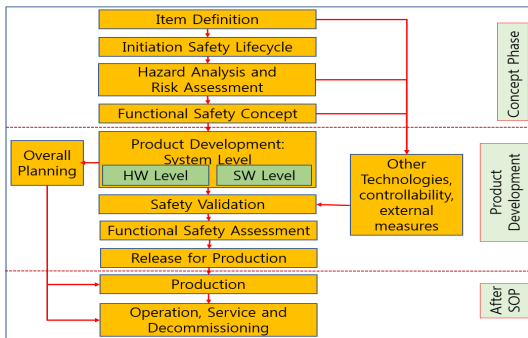 Item Definition
Initiation Safety Lifecycle
Hazard Analysis and
Risk Assessment
Functional Safety Concept
Concept Phase
Product Development:
System Level
HW Level
SW Level
Overall
Planning
Other
Technologies,
controllability,
external
measures
Safety Validation
Functional Safety Assessment
Release for Production
Product
Development
Production
Operation, Service and
Decommissioning
After
SOP